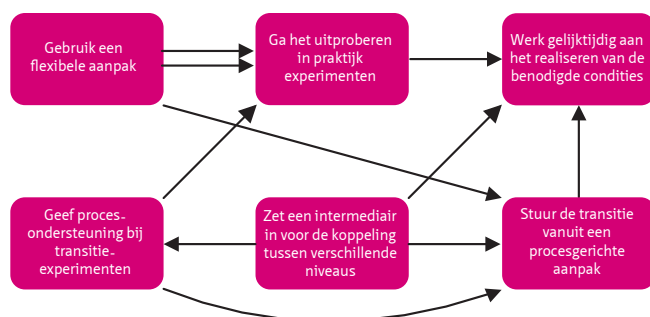 Gebruik een
flexibele aanpak
Ga het uitproberen
in praktijk
experimenten
Werk gelijktijdig aan
het realiseren van de
benodigde condities
Geef proces-
ondersteuning bij
transitie-
experimenten
Zet een intermediair
in voor de koppeling
tussen verschillende
niveaus
Stuur de transitie
vanuit een
procesgerichte
aanpak